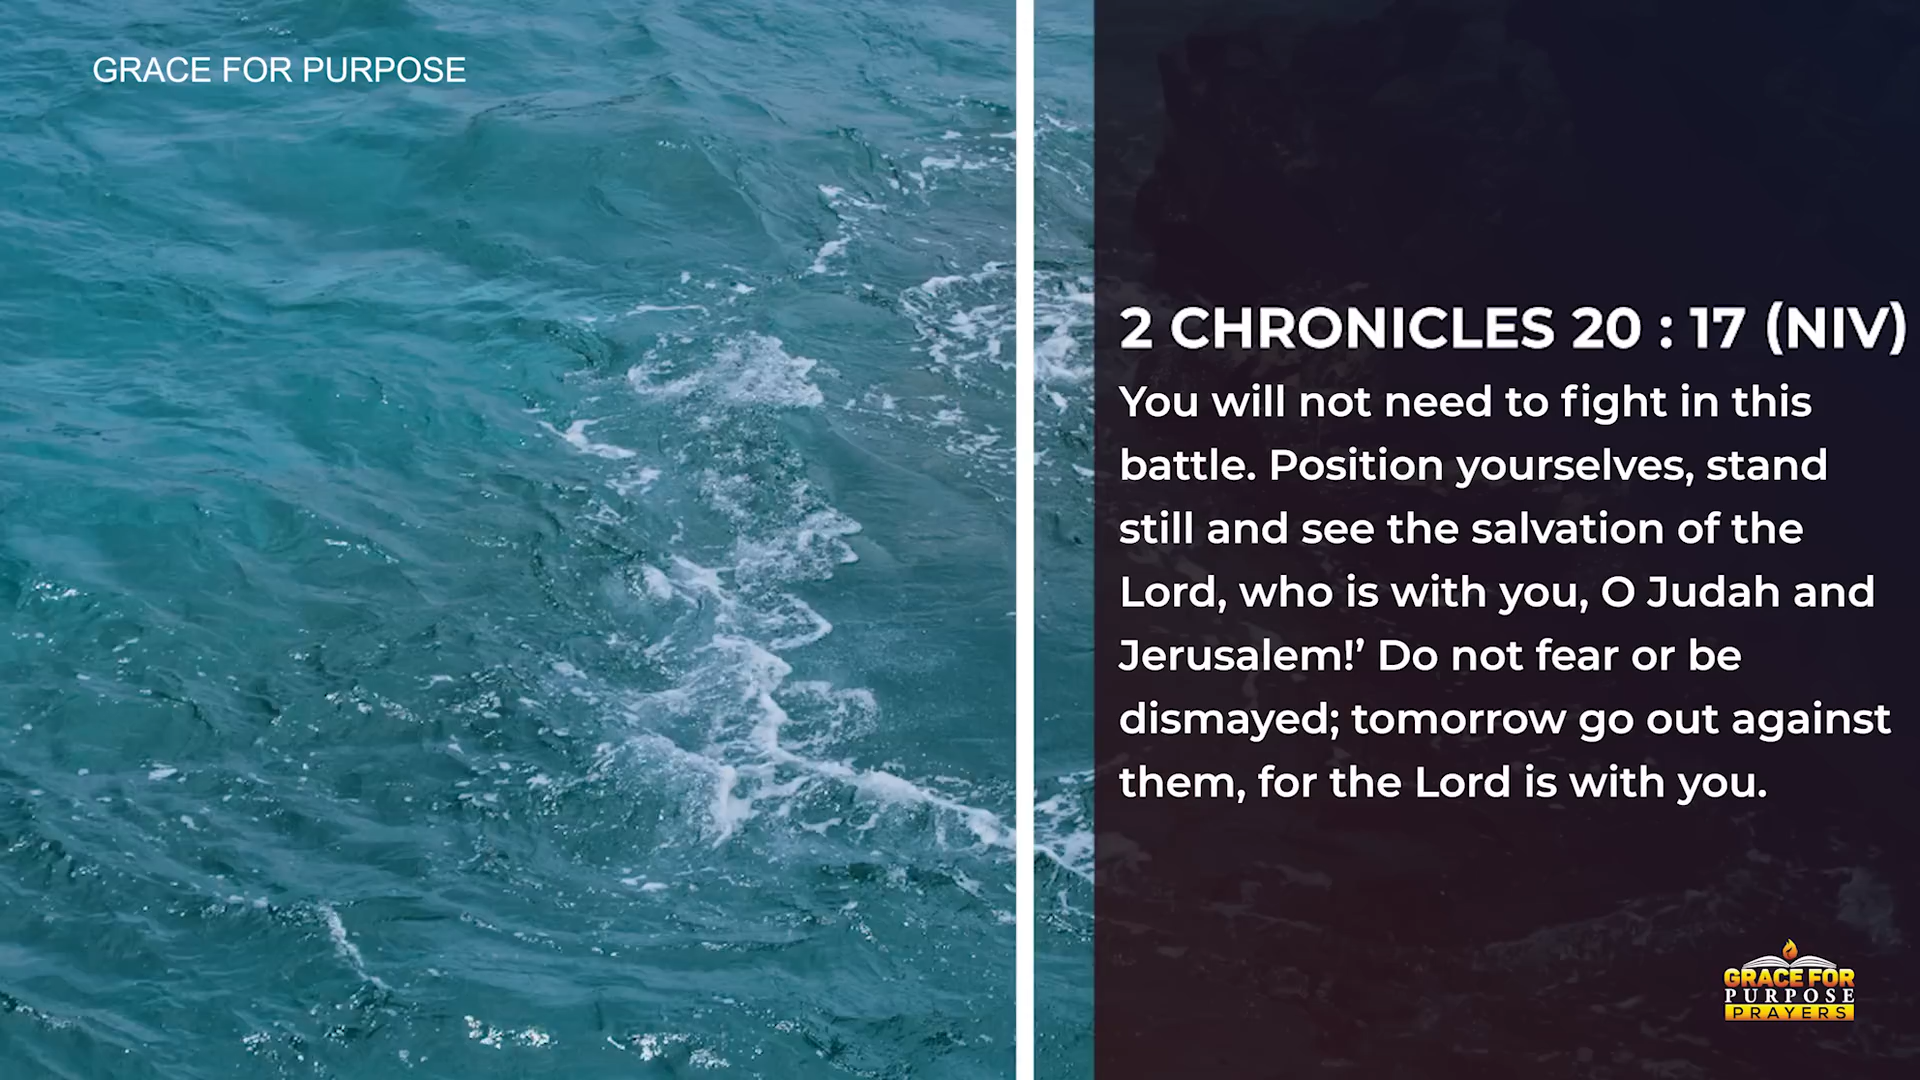 GRACE FOR PURPOSE
2 CHRONICLES 20 : 17 (NIV)
You will not need to fight in this
battle. Position yourselves, stand
still and see the salvation of the
Lord, who is with you, O Judah and
Jerusalem!’ Do not fear or be
dismayed; tomorrow go out against
them, for the Lord is with you.
GRACE FOR
PURPOSE
PRAYERS